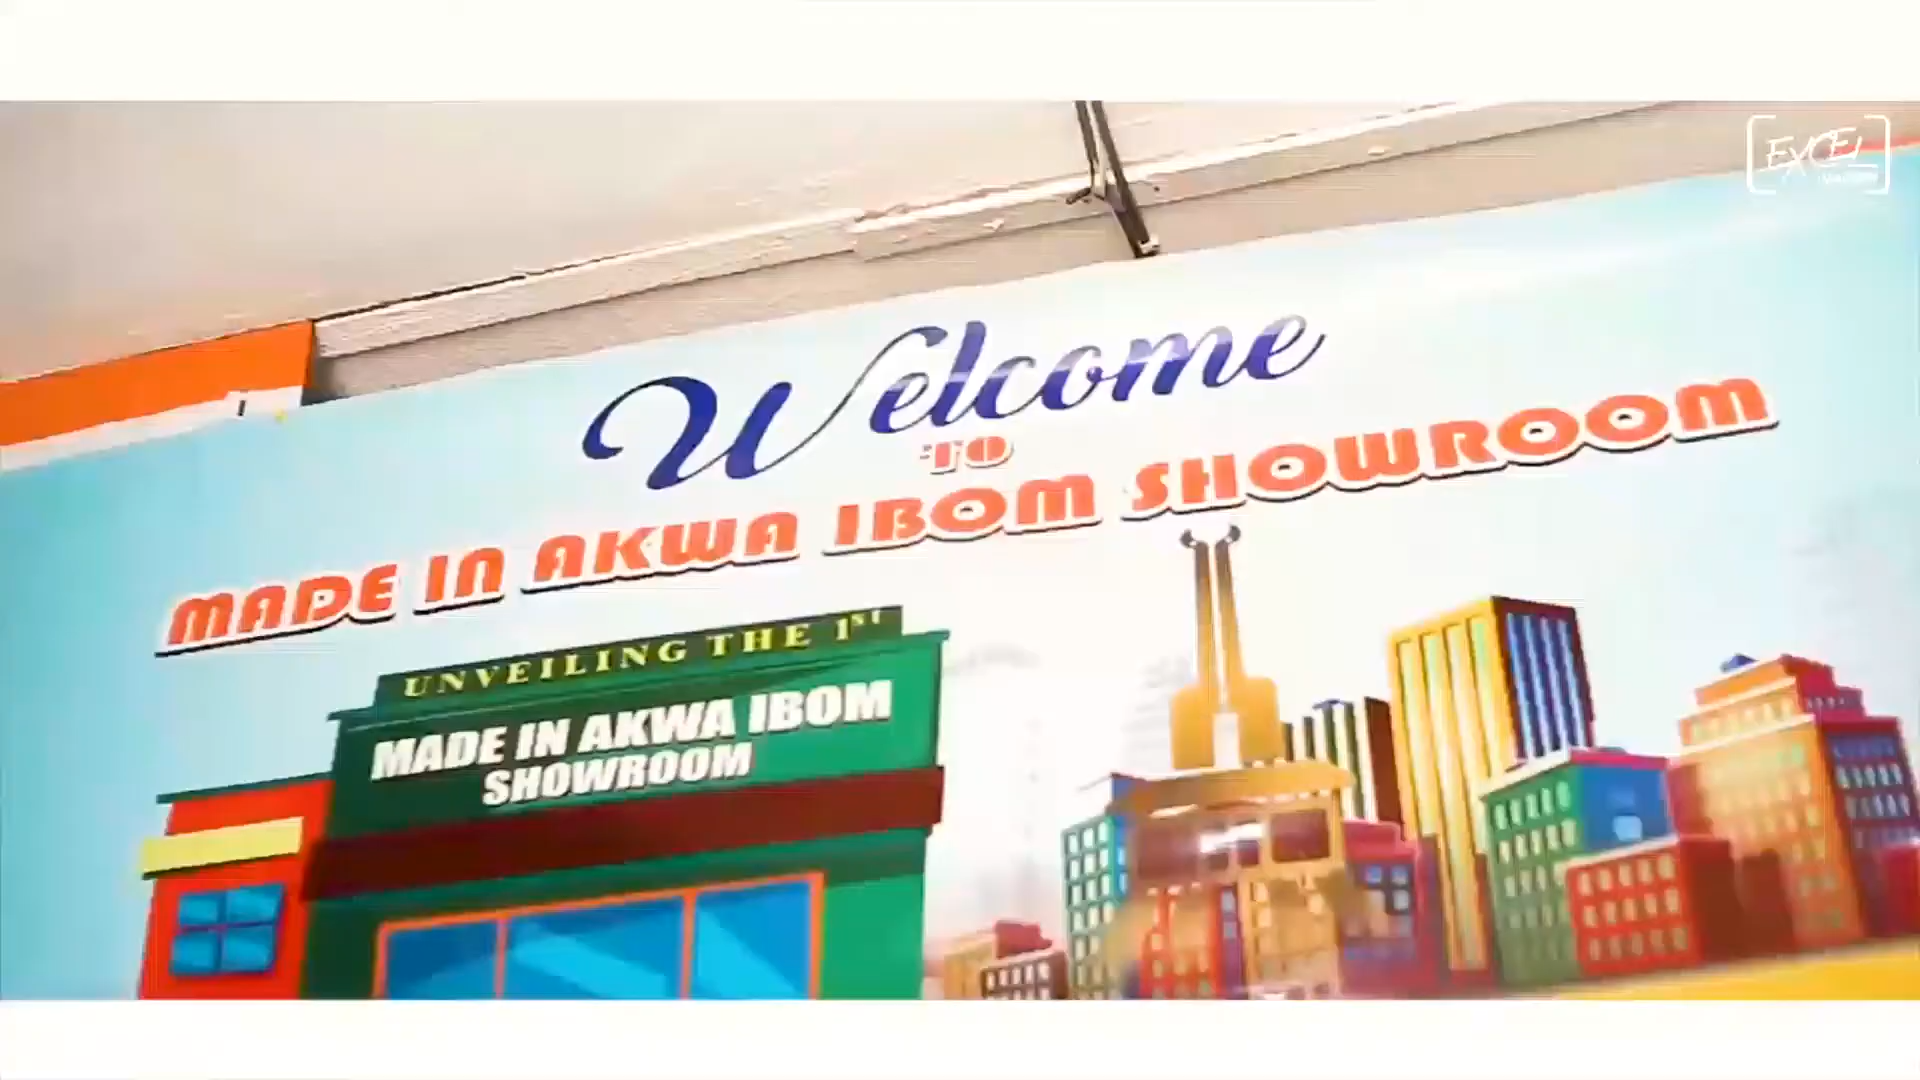 EXCEL
Welcome
TO
MADE IN AKWA IBOM SHOWROOM
UNVEILING THE 1ST
MADE IN AKWA IBOM
SHOWROOM